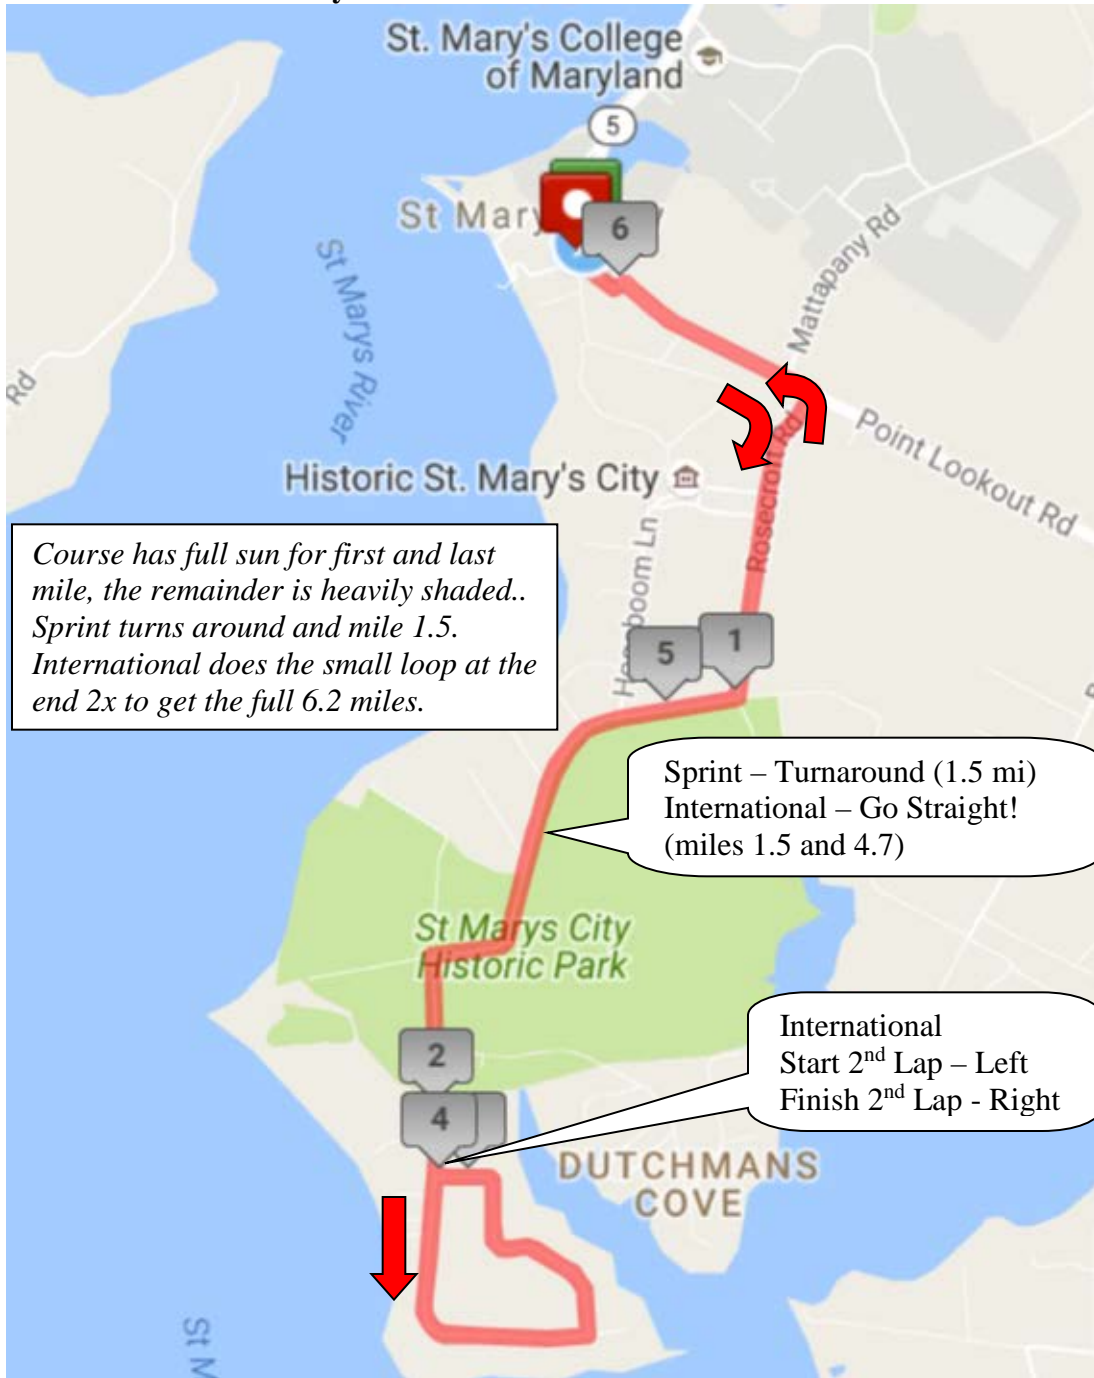 St. Mary's College
of Maryland
5
St Mary
6
Mattapany Rd
St Marys River
Rd
Point Lookout Rd
Historic St. Mary's City
Rosecroft Rd
Course has full sun for first and last
mile, the remainder is heavily shaded..
Sprint turns around and mile 1.5.
International does the small loop at the
end 2x to get the full 6.2 miles.
5
1
Sprint – Turnaround (1.5 mi)
International – Go Straight!
(miles 1.5 and 4.7)
St Marys City
Historic Park
2
International
Start 2nd Lap – Left
Finish 2nd Lap - Right
4
DUTCHMANS
COVE
St M